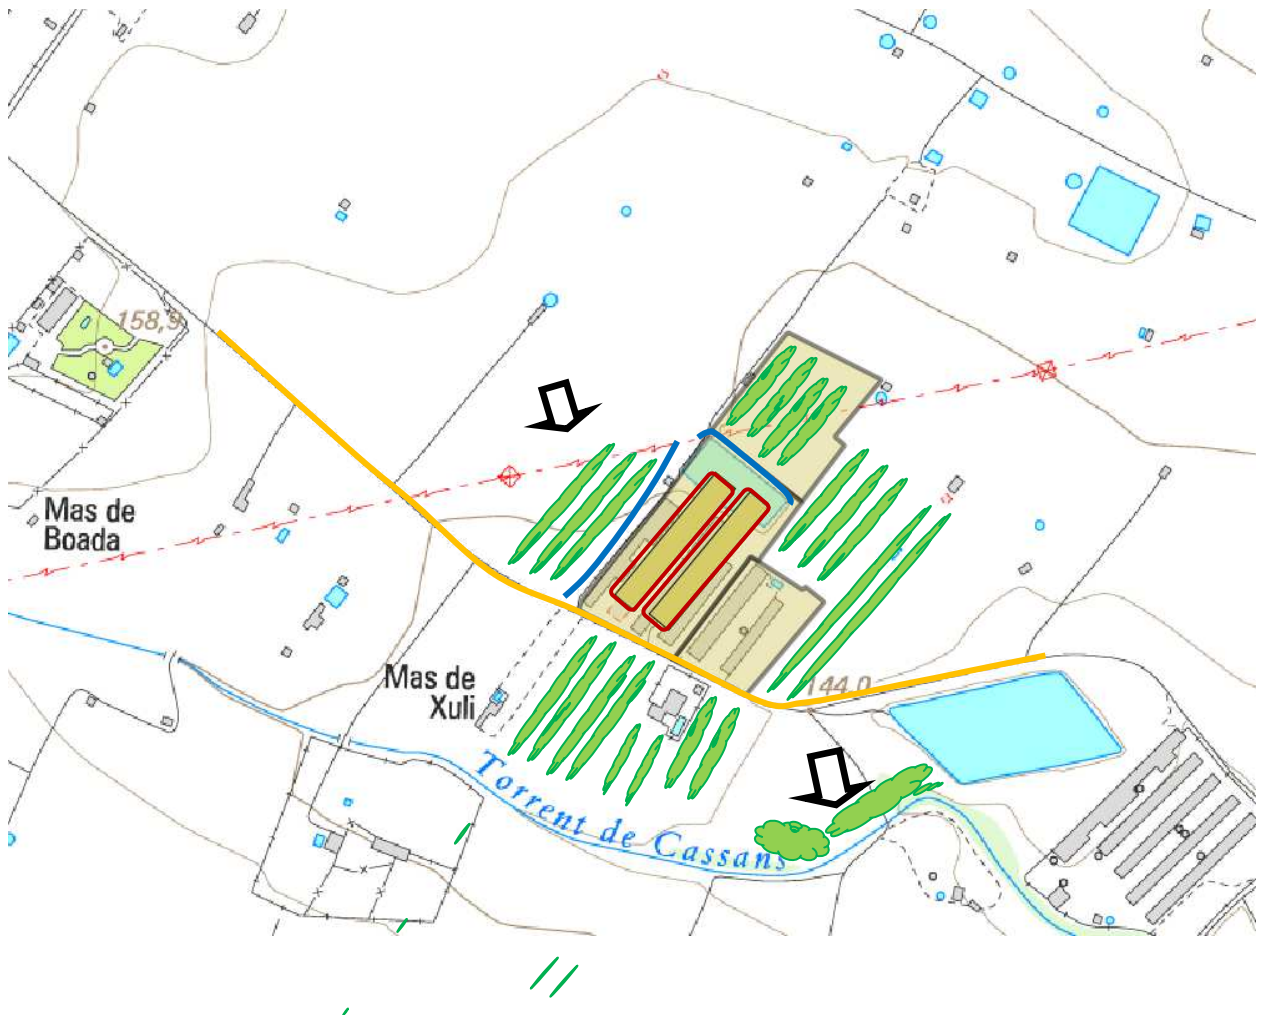 158,9
Mas de
Boada
Mas de
Xuli
144,0
Torrent de Cassans